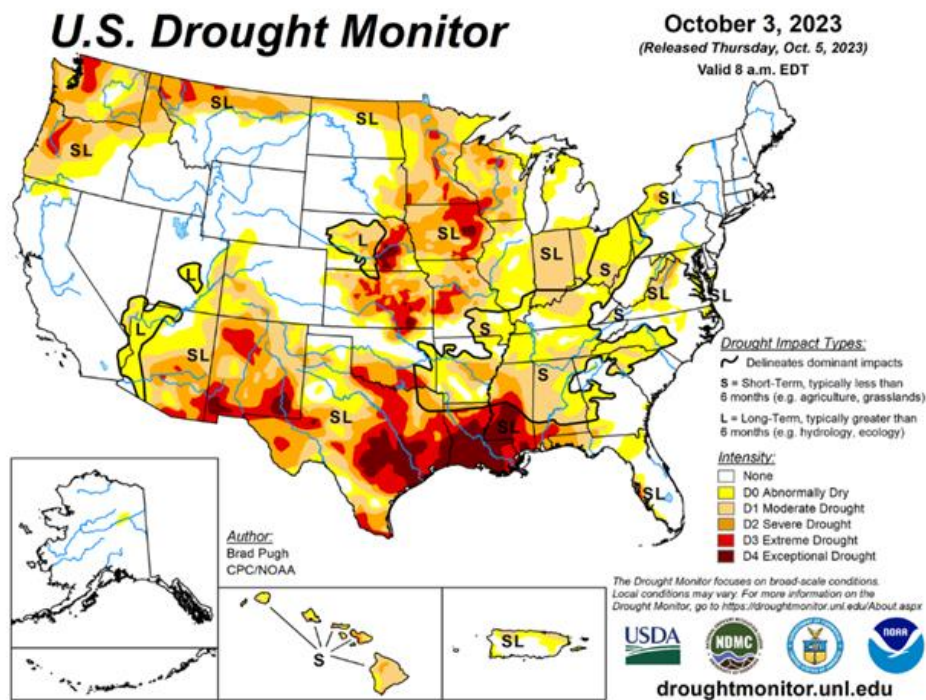 U.S. Drought Monitor
October 3, 2023
(Released Thursday, Oct. 5, 2023)
Valid 8 a.m. EDT
SL
SL
SL
SL
SL
L
SL
SL
S
L
SL
SL
S
S
L
SL
S
SL
SL
SL
Drought Impact Types:
Delineates dominant impacts
S = Short-Term, typically less than
6 months (e.g. agriculture, grasslands)
L = Long-Term, typically greater than
6 months (e.g. hydrology, ecology)
Intensity:
None
D0 Abnormally Dry
D1 Moderate Drought
D2 Severe Drought
D3 Extreme Drought
D4 Exceptional Drought
Author:
Brad Pugh
CPC/NOAA
S
SL
The Drought Monitor focuses on broad-scale conditions.
Local conditions may vary. For more information on the
Drought Monitor, go to https://droughtmonitor.unl.edu/About.aspx
USDA
NDMC
NOAA
droughtmonitor.unl.edu